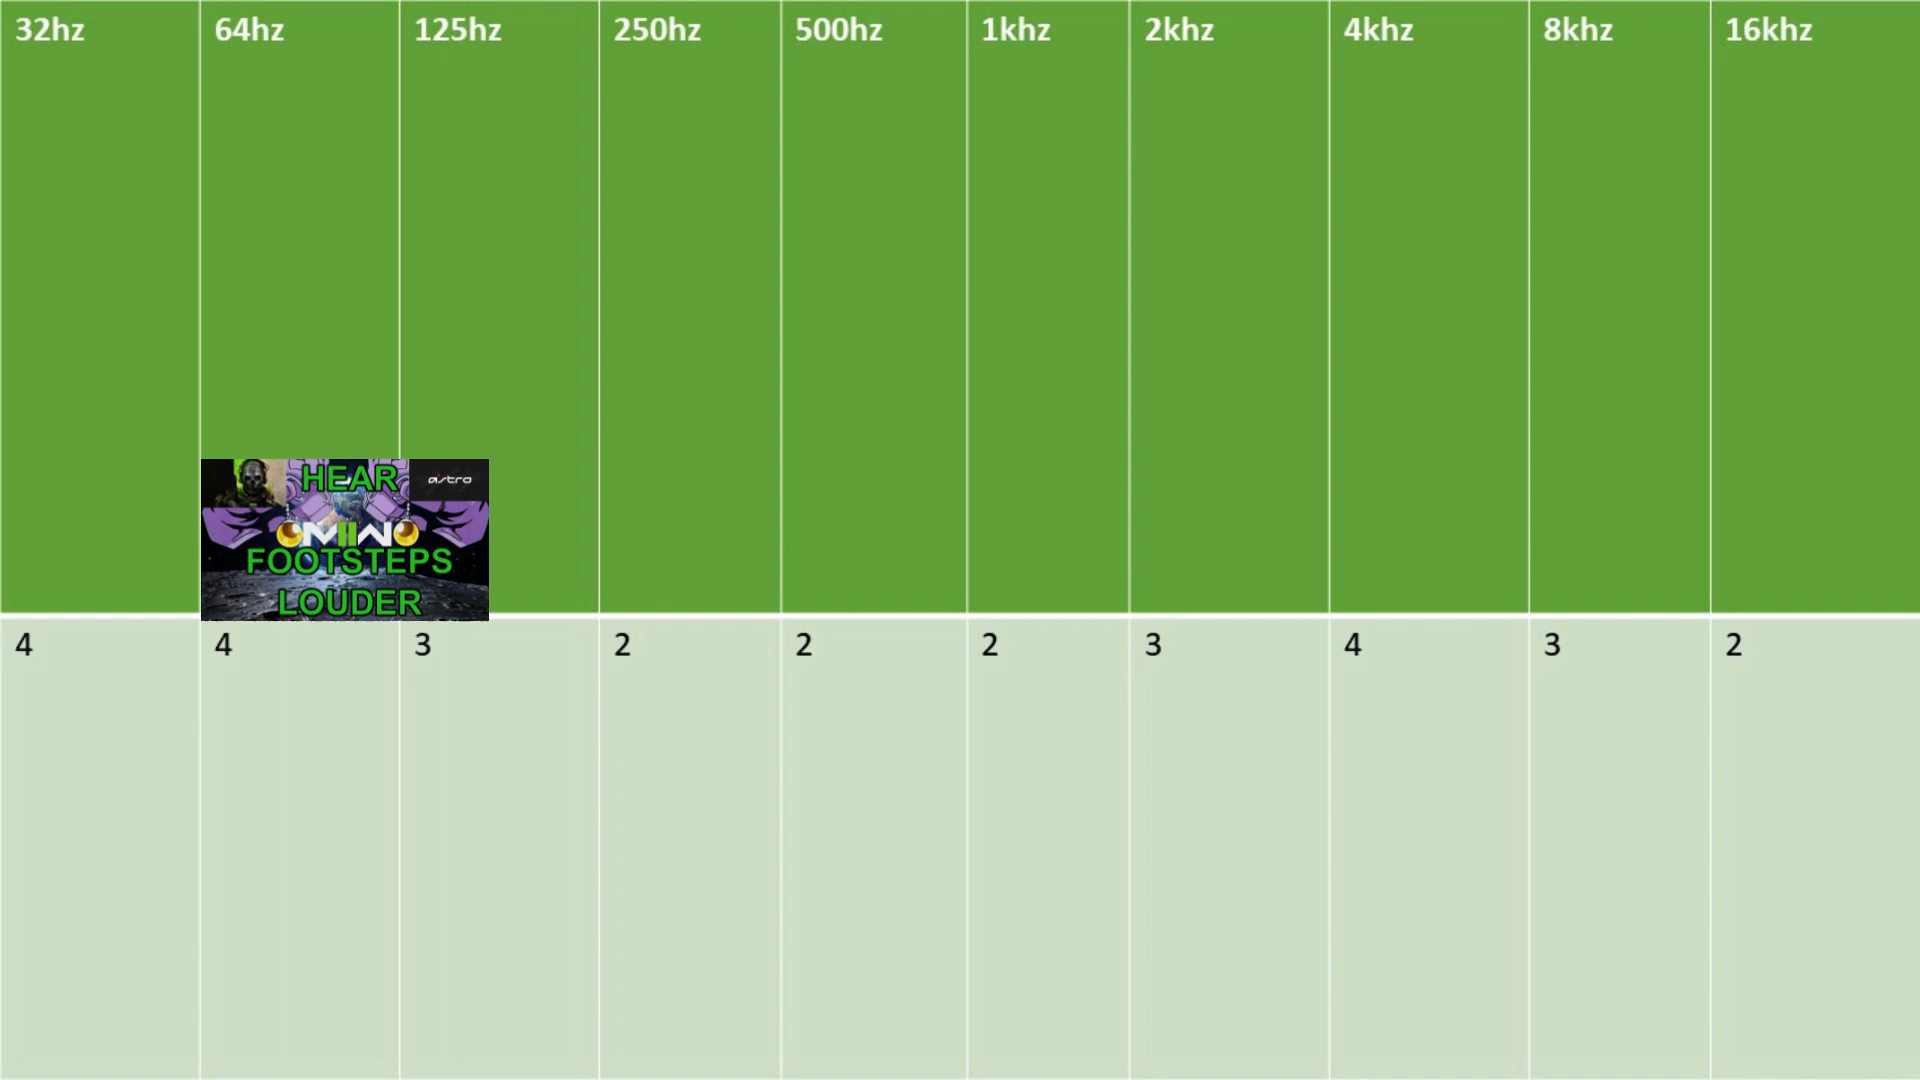 32hz 64hz 125hz 250hz 500hz 1khz 2khz 4khz 8khz 16khz
HEAR
astro
MIIW
FOOTSTEPS
LOUDER
4 4 3 2 2 2 3 4 3 2